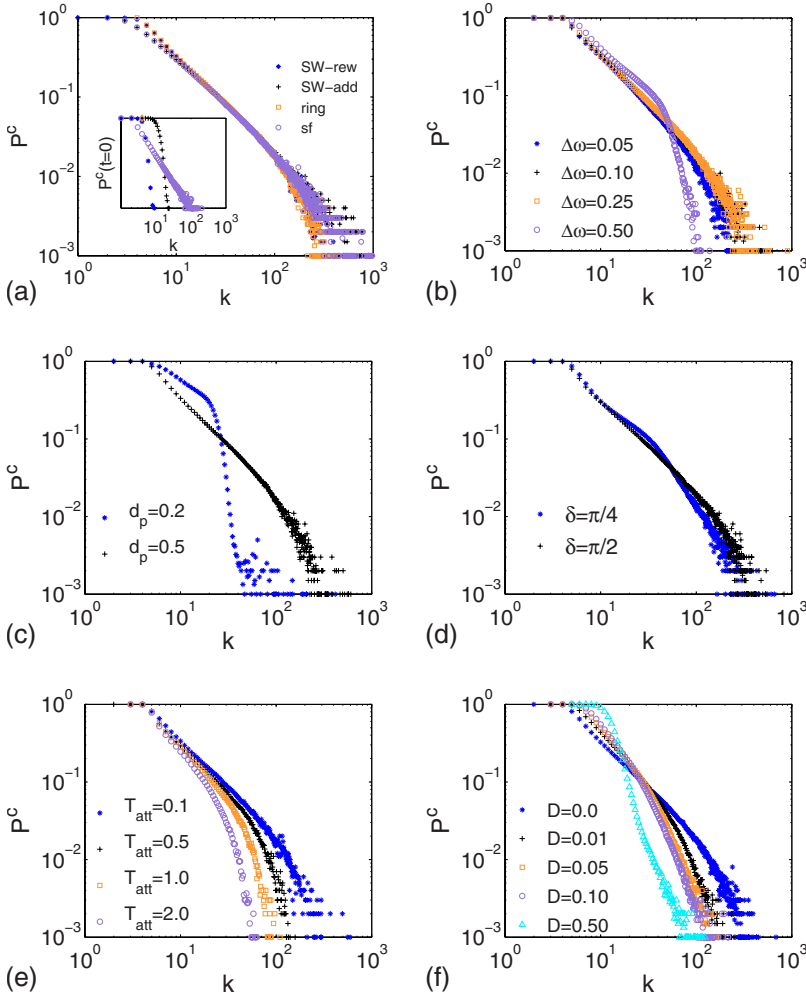 10^0
10^-1
10^-2
10^-3
P^c
10^0
10^1
10^2
10^3
k
SW-rew
SW-add
ring
sf
P^c(t=0)
10^1
10^2
10^3
k
(a)
10^0
10^-1
10^-2
10^-3
P^c
10^0
10^1
10^2
10^3
k
Δω=0.05
Δω=0.10
Δω=0.25
Δω=0.50
(b)
10^0
10^-1
10^-2
10^-3
P^c
10^0
10^1
10^2
10^3
k
d_p=0.2
d_p=0.5
(c)
10^0
10^-1
10^-2
10^-3
P^c
10^0
10^1
10^2
10^3
k
δ=π/4
δ=π/2
(d)
10^0
10^-1
10^-2
10^-3
P^c
10^0
10^1
10^2
10^3
k
T_att=0.1
T_att=0.5
T_att=1.0
T_att=2.0
(e)
10^0
10^-1
10^-2
10^-3
P^c
10^0
10^1
10^2
10^3
k
D=0.0
D=0.01
D=0.05
D=0.10
D=0.50
(f)